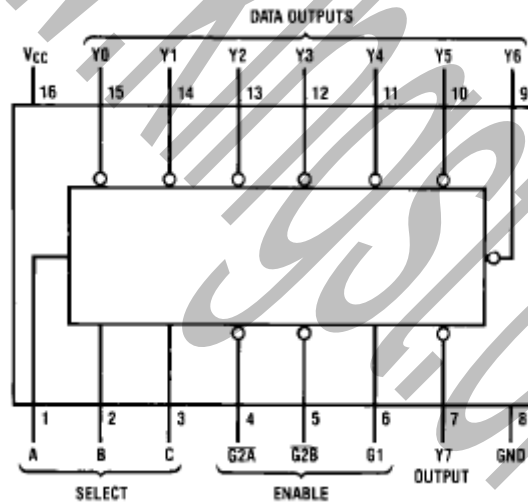 DATA OUTPUTS
VCC Y0 Y1 Y2 Y3 Y4 Y5 Y6
16 15 14 13 12 11 10 9
1 2 3 4 5 6 7 8
A B C G2A G2B G1 Y7 GND
OUTPUT
SELECT ENABLE